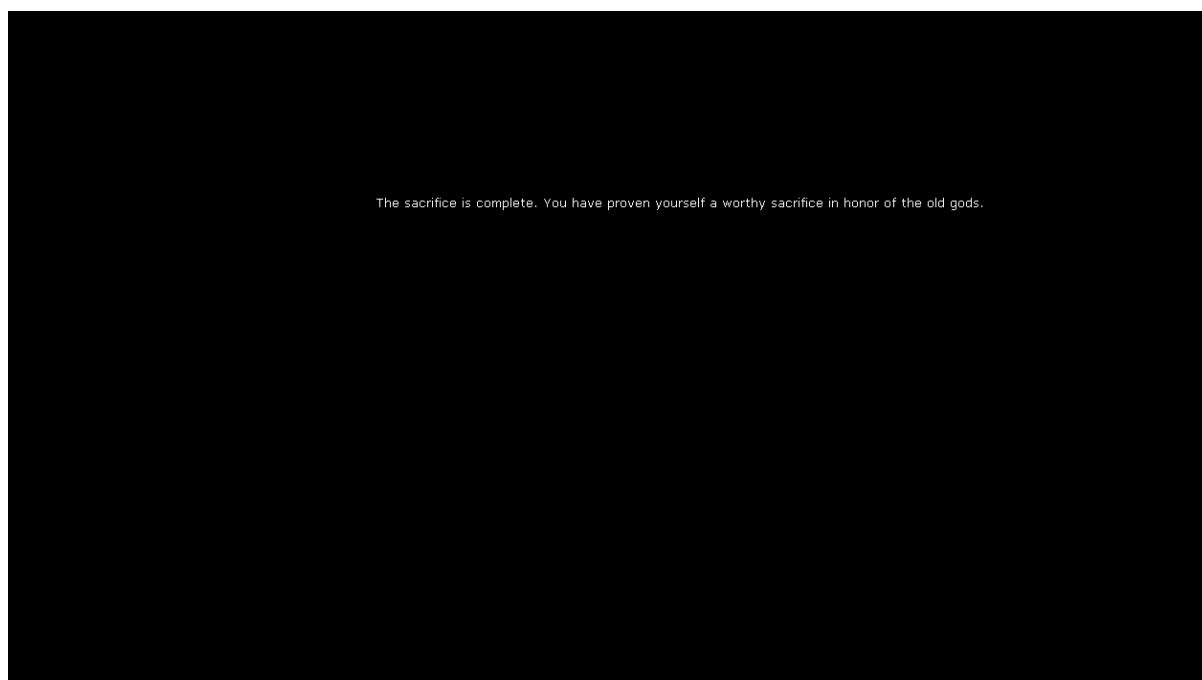 The sacrifice is complete. You have proven yourself a worthy sacrifice in honor of the old gods.